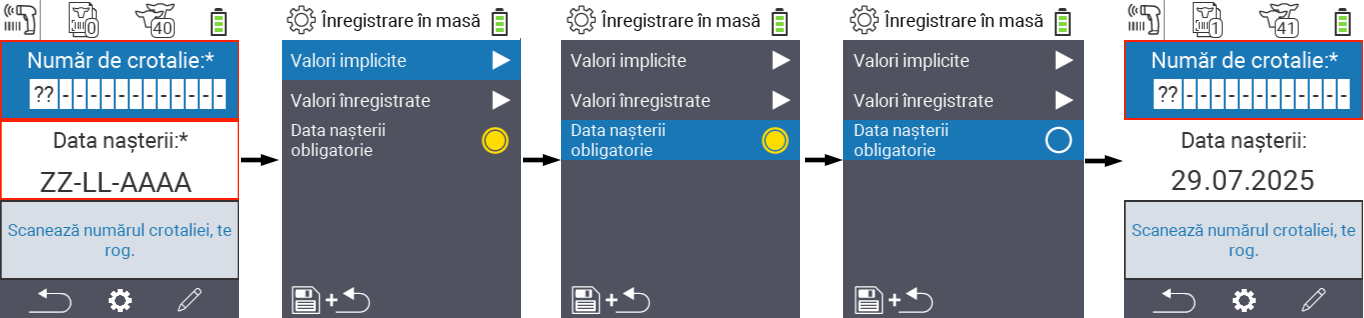 0
40
Număr de crotalie:*
??-----------­-
Data nașterii:*
ZZ-LL-AAAA
Scanează numărul crotaliei, te
rog.
Înregistrare în masă
Valori implicite
Valori înregistrate
Data nașterii
obligatorie
+
Înregistrare în masă
Valori implicite
Valori înregistrate
Data nașterii
obligatorie
+
Înregistrare în masă
Valori implicite
Valori înregistrate
Data nașterii
obligatorie
+
1
41
Număr de crotalie:*
??------------
Data nașterii:
29.07.2025
Scanează numărul crotaliei, te
rog.